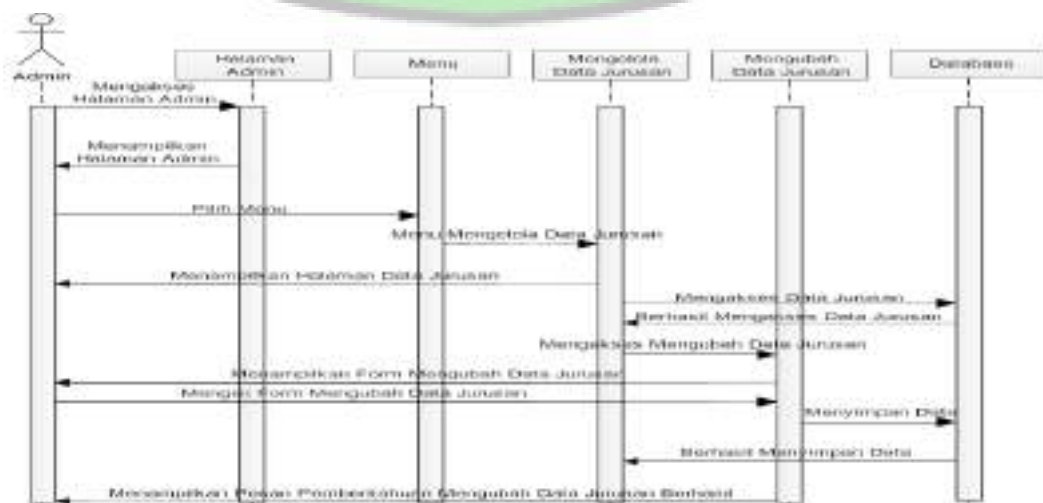 Admin
Halaman
Admin
Menu
Mengelola
Data Jurusan
Mengubah
Data Jurusan
Database
Mengakses
Halaman Admin
Menampilkan
Halaman Admin
Pilih Menu
Menu Mengelola Data Jurusan
Menampilkan Halaman Data Jurusan
Mengakses Data Jurusan
Berhasil Mengakses Data Jurusan
Mengakses Mengubah Data Jurusan
Menampilkan Form Mengubah Data Jurusan
Mengisi Form Mengubah Data Jurusan
Menyimpan Data
Berhasil Menyimpan Data
Menampilkan Pesan Pemberitahuan Mengubah Data Jurusan Berhasil